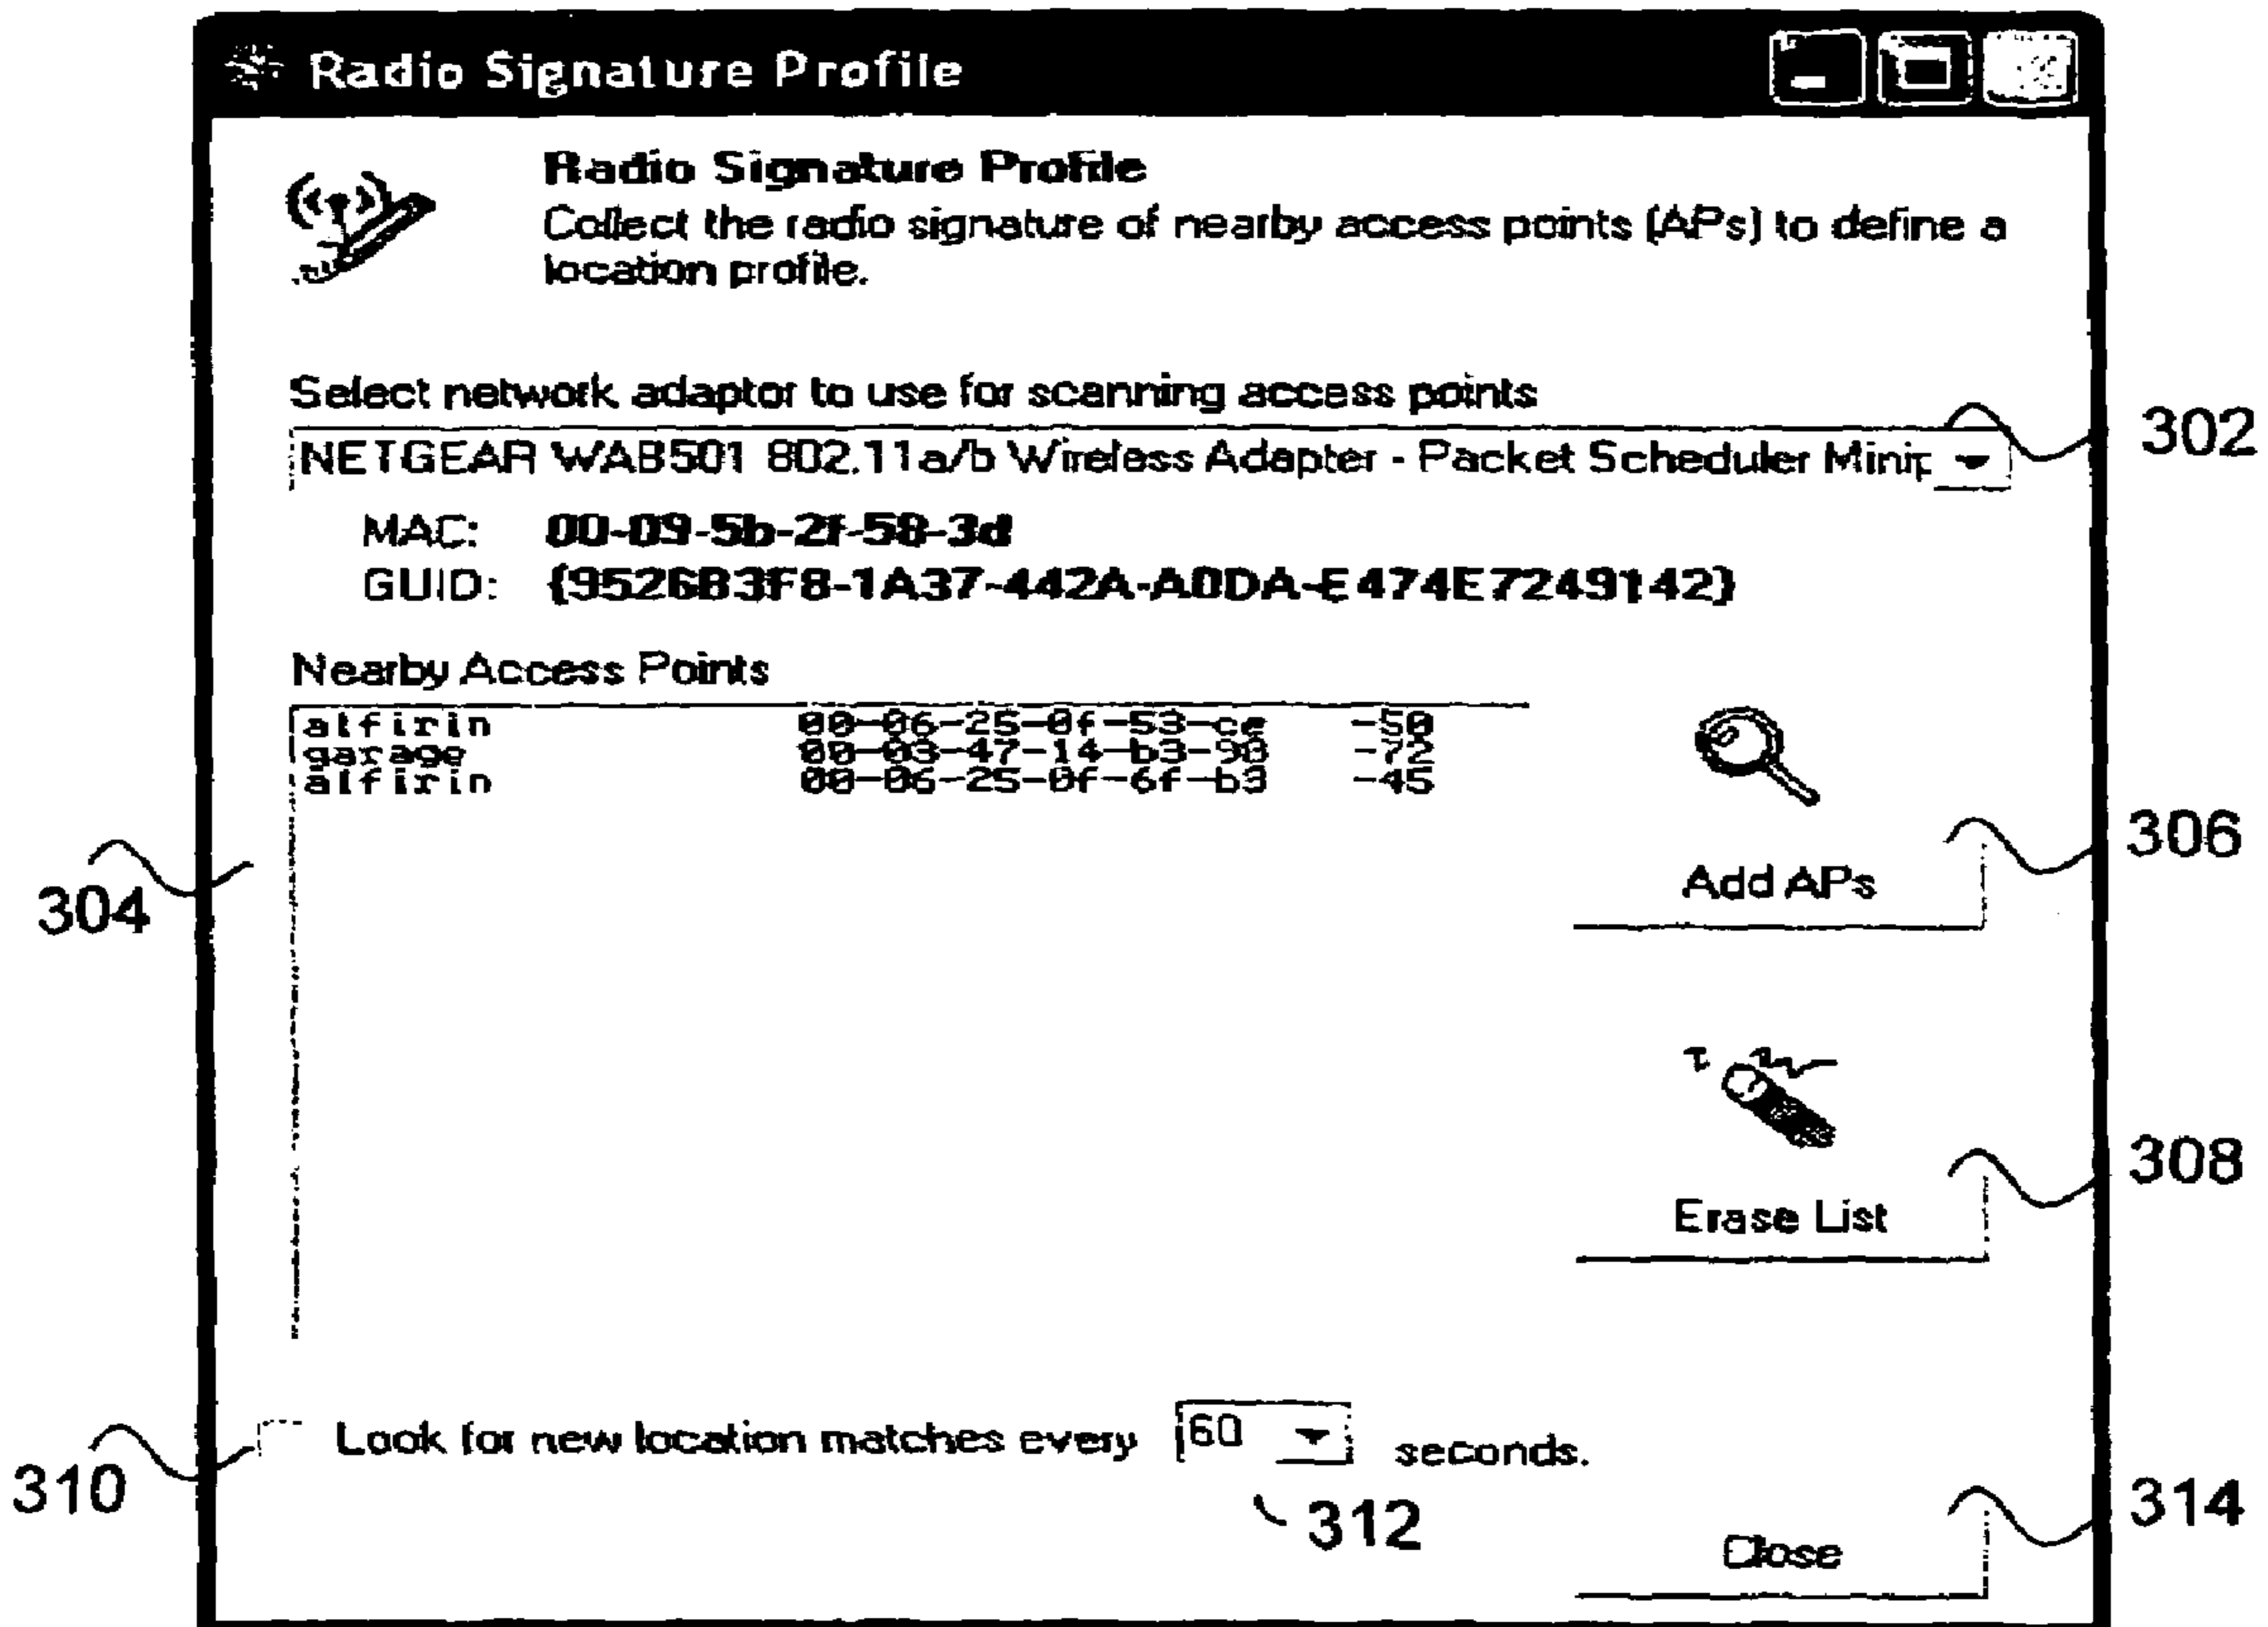 Radio Signature Profile
Radio Signature Profile
Collect the radio signature of nearby access points (APs) to define a
location profile.
Select network adaptor to use for scanning access points
302
NETGEAR WAB501 802.11a/b Wireless Adapter - Packet Scheduler Minip
MAC: 00-09-5b-2f-58-3d
GUID: {9526B3F8-1A37-442A-A0DA-E474E7249142}
Nearby Access Points
alfirin 00-06-25-0f-53-ce -50
garage 00-03-47-14-b3-90 -72
alfirin 00-06-25-0f-6f-b3 -45
306
Add APs
304
308
Erase List
Look for new location matches every 60 seconds.
310
312
314
Close